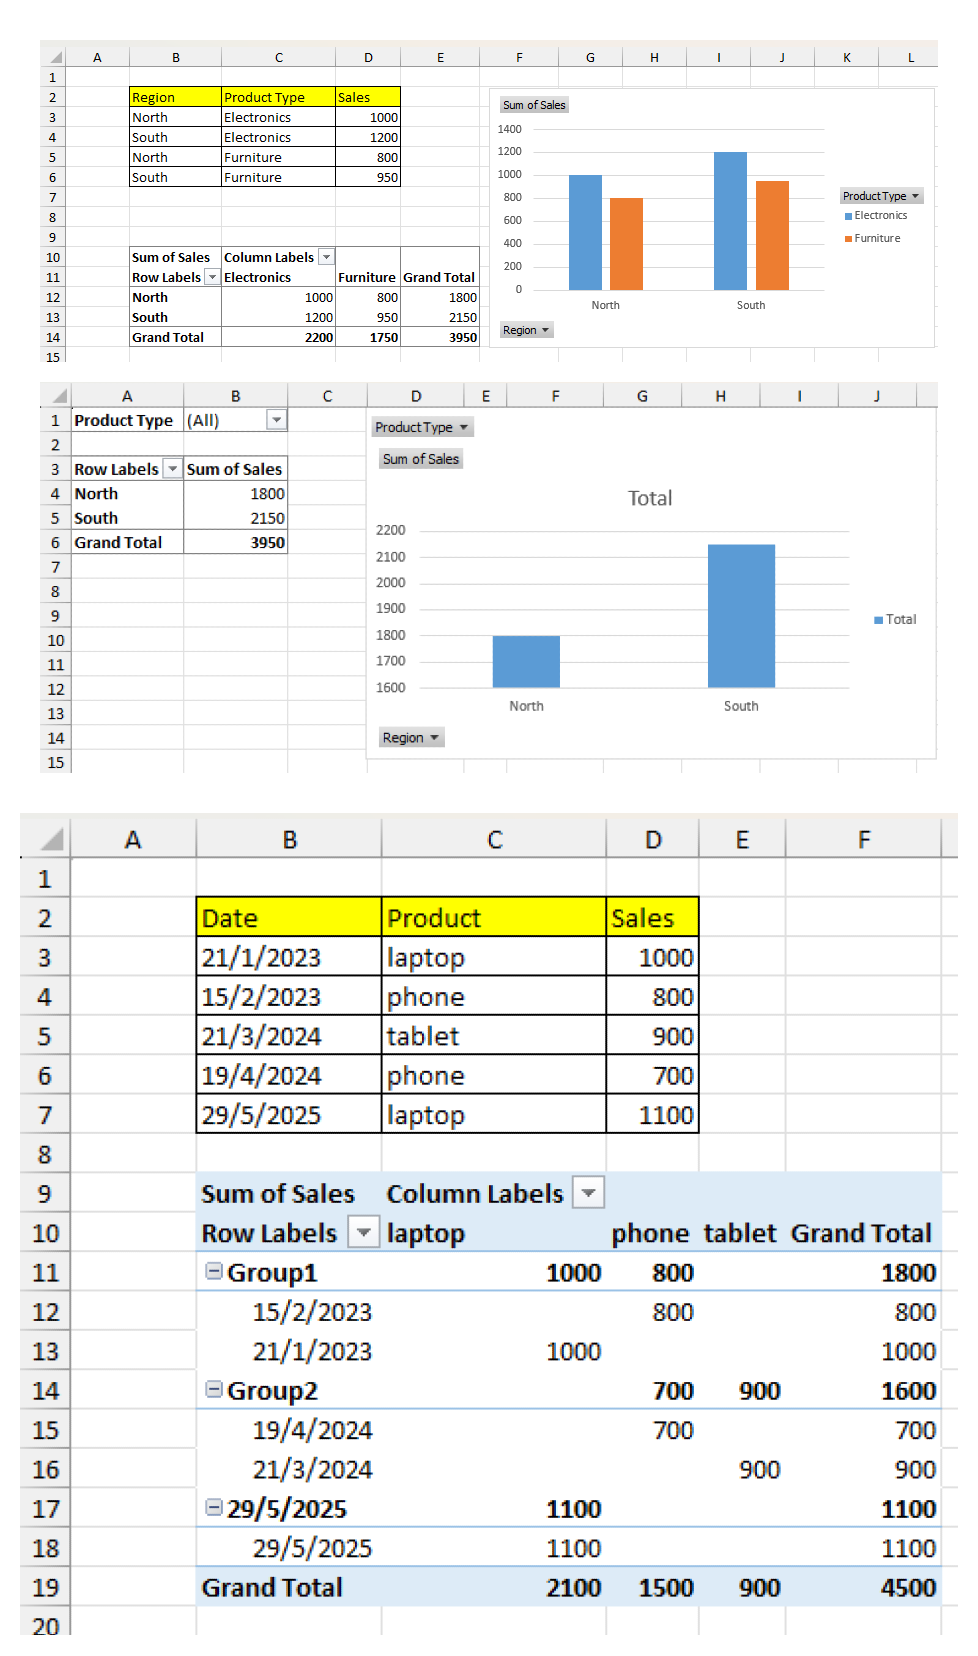 A B C D E F G H I J K L
1
2 Region Product Type Sales
3 North Electronics 1000
4 South Electronics 1200
5 North Furniture 800
6 South Furniture 950
7
8
9
10 Sum of Sales Column Labels
11 Row Labels Electronics Furniture Grand Total
12 North 1000 800 1800
13 South 1200 950 2150
14 Grand Total 2200 1750 3950
15
Sum of Sales
1400
1200
1000
800
600
400
200
0
North South
Product Type
Electronics
Furniture
Region
A B C D E F G H I J
1 Product Type (All)
2
3 Row Labels Sum of Sales
4 North 1800
5 South 2150
6 Grand Total 3950
7
8
9
10
11
12
13
14
15
Product Type
Sum of Sales
Total
2200
2100
2000
1900
1800
1700
1600
North South
Total
Region
A B C D E F
1
2 Date Product Sales
3 21/1/2023 laptop 1000
4 15/2/2023 phone 800
5 21/3/2024 tablet 900
6 19/4/2024 phone 700
7 29/5/2025 laptop 1100
8
9 Sum of Sales Column Labels
10 Row Labels laptop phone tablet Grand Total
11 Group1 1000 800 1800
12 15/2/2023 800 800
13 21/1/2023 1000 1000
14 Group2 700 900 1600
15 19/4/2024 700 700
16 21/3/2024 900 900
17 29/5/2025 1100 1100
18 29/5/2025 1100 1100
19 Grand Total 2100 1500 900 4500
20